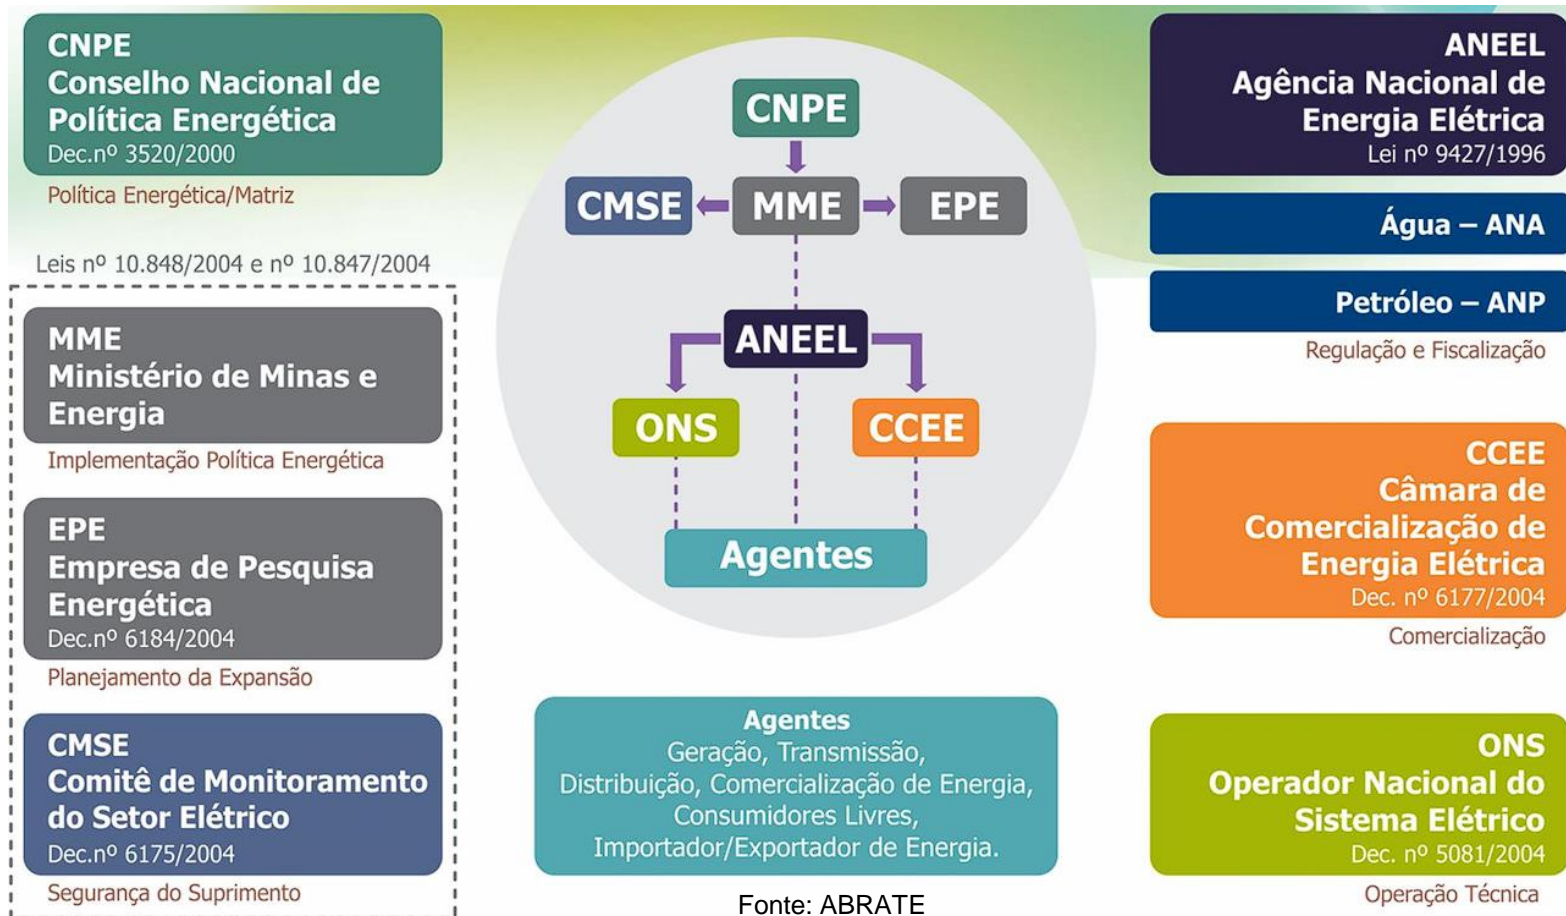 CNPE
Conselho Nacional de
Política Energética
Dec.nº 3520/2000
Política Energética/Matriz
Leis nº 10.848/2004 e nº 10.847/2004
MME
Ministério de Minas e
Energia
Implementação Política Energética
EPE
Empresa de Pesquisa
Energética
Dec.nº 6184/2004
Planejamento da Expansão
CMSE
Comitê de Monitoramento
do Setor Elétrico
Dec.nº 6175/2004
Segurança do Suprimento
CNPE
CMSE
MME
EPE
ANEEL
ONS
CCEE
Agentes
Agentes
Geração, Transmissão,
Distribuição, Comercialização de Energia,
Consumidores Livres,
Importador/Exportador de Energia.
Fonte: ABRATE
ANEEL
Agência Nacional de
Energia Elétrica
Lei nº 9427/1996
Água – ANA
Petróleo – ANP
Regulação e Fiscalização
CCEE
Câmara de
Comercialização de
Energia Elétrica
Dec. nº 6177/2004
Comercialização
ONS
Operador Nacional do
Sistema Elétrico
Dec. nº 5081/2004
Operação Técnica